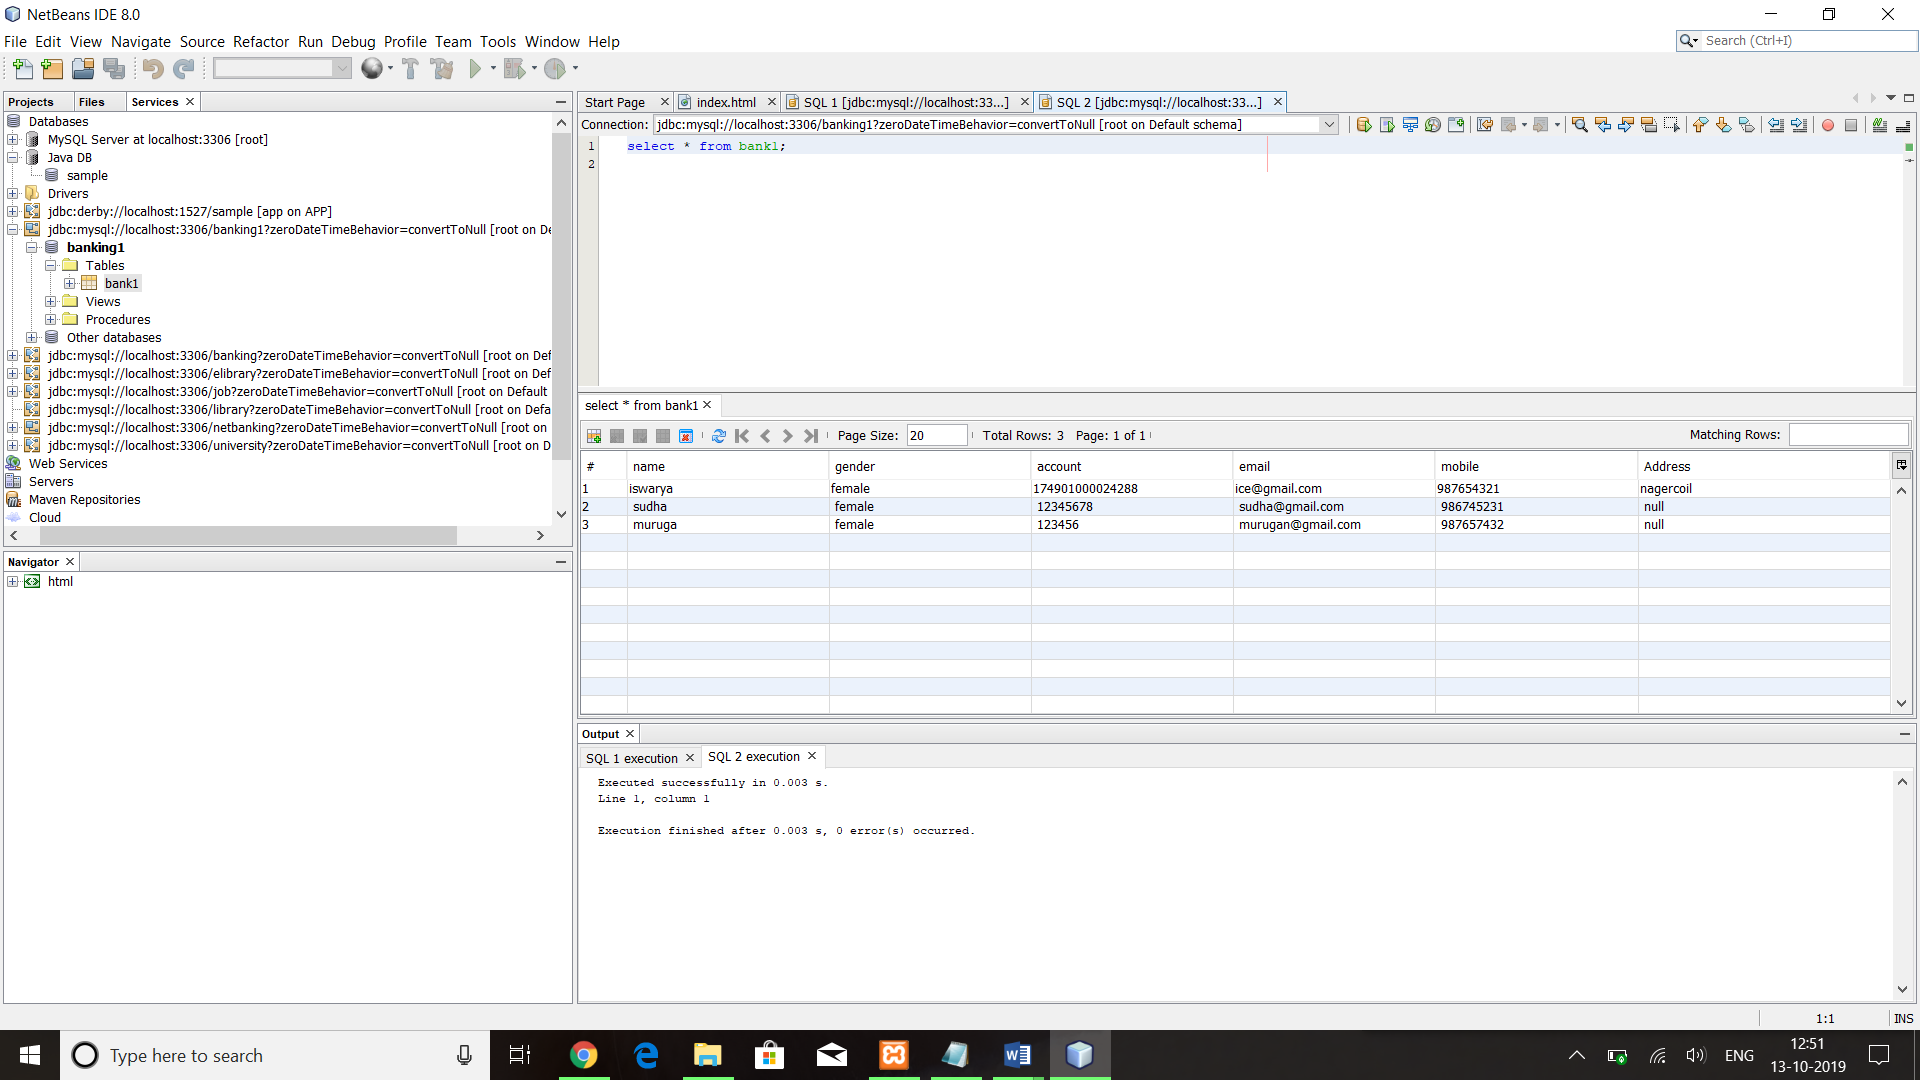 NetBeans IDE 8.0
File Edit View Navigate Source Refactor Run Debug Profile Team Tools Window Help
Search (Ctrl+I)
Projects Files Services
Databases
MySQL Server at localhost:3306 [root]
Java DB
sample
Drivers
jdbc:derby://localhost:1527/sample [app on APP]
jdbc:mysql://localhost:3306/banking1?zeroDateTimeBehavior=convertToNull [root on De
banking1
Tables
bank1
Views
Procedures
Other databases
jdbc:mysql://localhost:3306/banking?zeroDateTimeBehavior=convertToNull [root on Def
jdbc:mysql://localhost:3306/elibrary?zeroDateTimeBehavior=convertToNull [root on Def
jdbc:mysql://localhost:3306/job?zeroDateTimeBehavior=convertToNull [root on Default
jdbc:mysql://localhost:3306/library?zeroDateTimeBehavior=convertToNull [root on Defa
jdbc:mysql://localhost:3306/netbanking?zeroDateTimeBehavior=convertToNull [root on
jdbc:mysql://localhost:3306/university?zeroDateTimeBehavior=convertToNull [root on D
Web Services
Servers
Maven Repositories
Cloud
Navigator
html
Start Page index.html SQL 1 [jdbc:mysql://localhost:33...] SQL 2 [jdbc:mysql://localhost:33...]
Connection: jdbc:mysql://localhost:3306/banking1?zeroDateTimeBehavior=convertToNull [root on Default schema]
1 select * from bank1;
2
select * from bank1
Page Size: 20 Total Rows: 3 Page: 1 of 1 Matching Rows:
# name gender account email mobile Address
1 iswarya female 174901000024288 ice@gmail.com 987654321 nagercoil
2 sudha female 12345678 sudha@gmail.com 986745231 null
3 muruga female 123456 murugan@gmail.com 987657432 null
Output
SQL 1 execution SQL 2 execution
Executed successfully in 0.003 s.
Line 1, column 1
Execution finished after 0.003 s, 0 error(s) occurred.
1:1 INS
Type here to search
ENG
12:51
13-10-2019